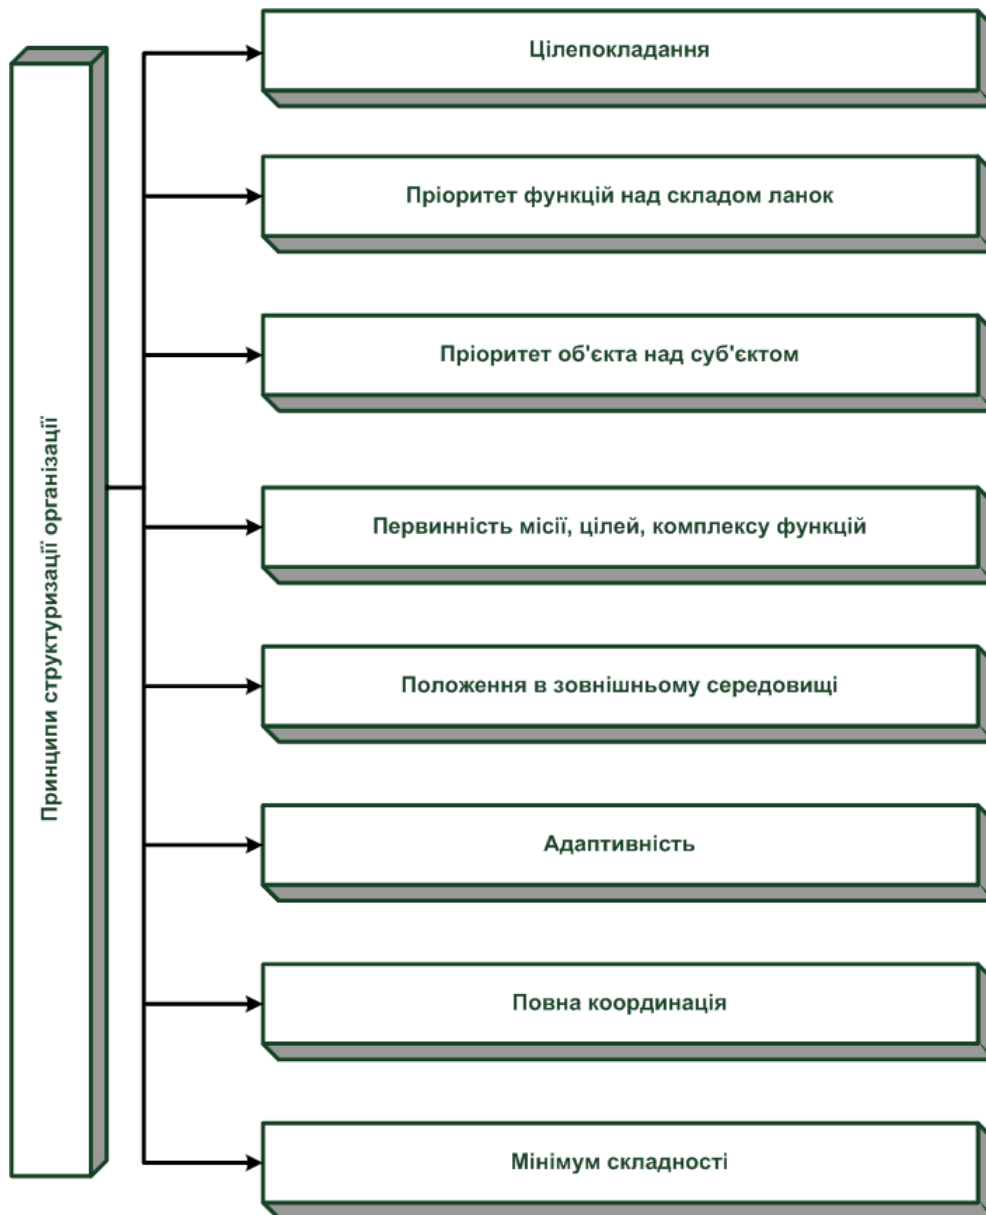 Принципи структуризації організації
Цілепокладання
Пріоритет функцій над складом ланок
Пріоритет об'єкта над суб'єктом
Первинність місії, цілей, комплексу функцій
Положення в зовнішньому середовищі
Адаптивність
Повна координація
Мінімум складності